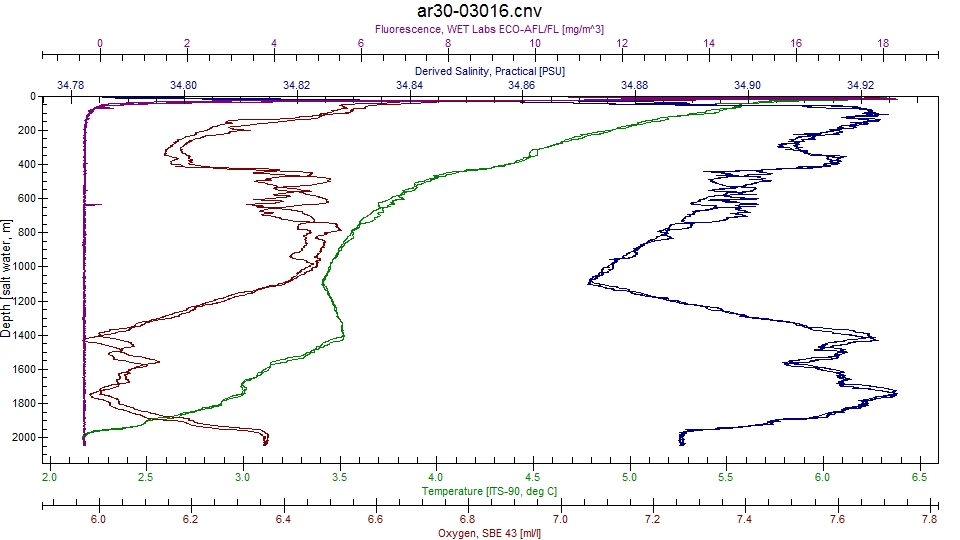 ar30-03016.cnv
Fluorescence, WET Labs ECO-AFL/FL [mg/m^3]
0 2 4 6 8 10 12 14 16 18
Derived Salinity, Practical [PSU]
34.78 34.80 34.82 34.84 34.86 34.88 34.90 34.92
0
200
400
600
800
1000
1200
1400
1600
1800
2000
Depth [salt water, m]
2.0 2.5 3.0 3.5 4.0 4.5 5.0 5.5 6.0 6.5
Temperature [ITS-90, deg C]
6.0 6.2 6.4 6.6 6.8 7.0 7.2 7.4 7.6 7.8
Oxygen, SBE 43 [ml/l]